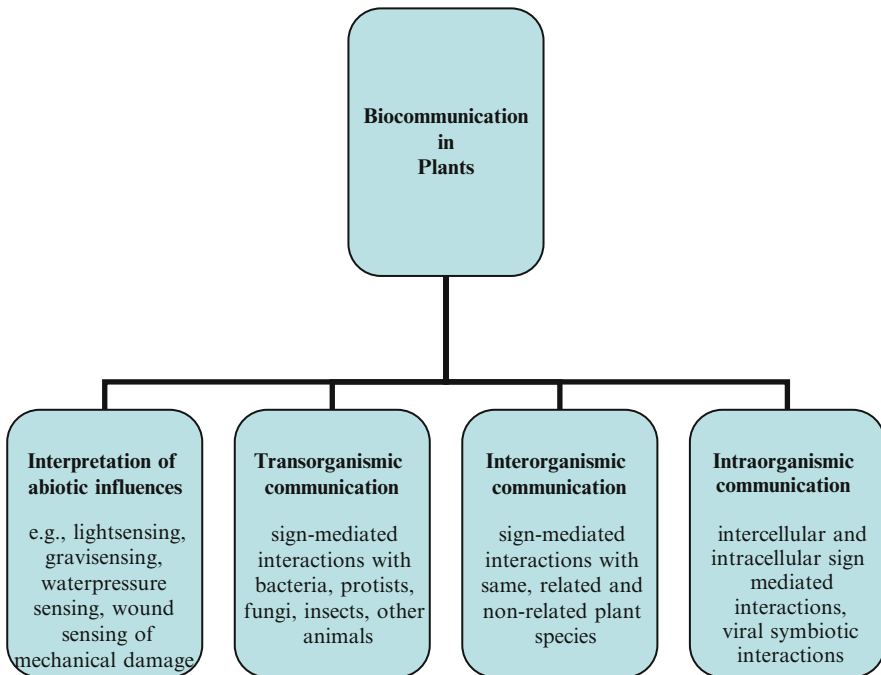 Biocommunication
in
Plants
Interpretation of
abiotic influences
e.g., lightsensing,
gravisensing,
waterpressure
sensing, wound
sensing of
mechanical damage
Transorganismic
communication
sign-mediated
interactions with
bacteria, protists,
fungi, insects, other
animals
Interorganismic
communication
sign-mediated
interactions with
same, related and
non-related plant
species
Intraorganismic
communication
intercellular and
intracellular sign
mediated
interactions,
viral symbiotic
interactions